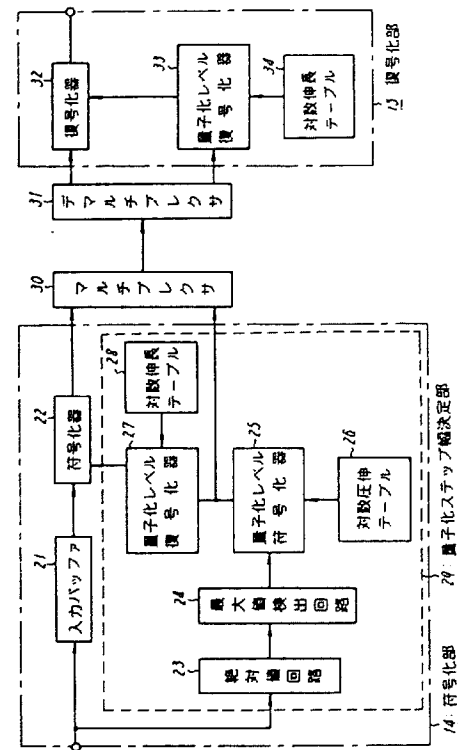 21
入力バッファ
22
符号化器
28
対数伸長
テーブル
27
量子化レベル
復号化器
25
量子化レベル
符号化器
26
対数圧伸
テーブル
24
最大値検出回路
23
絶対値回路
29: 量子化ステップ幅決定部
14: 符号化部
30
マルチプレクサ
31
デマルチプレクサ
32
復号化器
33
量子化レベル
復号化器
34
対数伸長
テーブル
15 復号化部